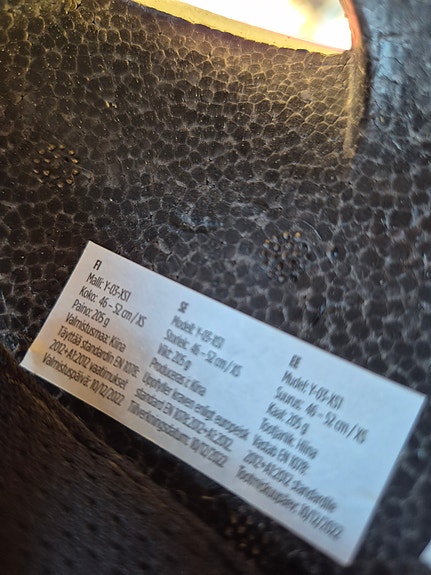 FI
Malli: Y-03-XS1
Koko: 46 – 52 cm / XS
Paino: 205 g
Valmistusmaa: Kiina
Täyttää standardin EN 1078:
2012+A1:2012 vaatimukset
Valmistuspäivä: 10/12/2022
SE
Modell: Y-03-XS1
Storlek: 46 – 52 cm / XS
Vikt: 205 g
Produceras i: Kiina
Uppfyller kraven enligt europeisk
standard EN 1078:2012+A1:2012.
Tillverkningsdatum: 10/12/2022
EE
Mudel: Y-03-XS1
Suurus: 46 – 52 cm / XS
Kaal: 205 g
Tootjariik: Hiina
Vastab EN 1078:
2012+A1:2012 standardile
Tootmiskuupäev: 10/12/2022